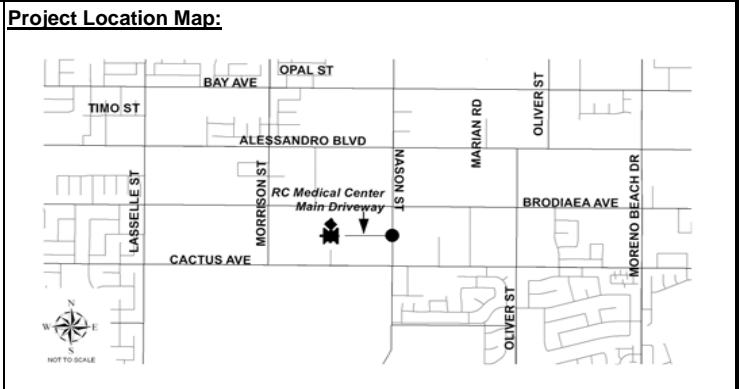 Project Location Map:
OPAL ST
BAY AVE
TIMO ST
OLIVER ST
MARIAN RD
ALESSANDRO BLVD
NASON ST
LASSELLE ST
MORRISON ST
RC Medical Center
Main Driveway
BRODIAEA AVE
MORENO BEACH DR
CACTUS AVE
OLIVER ST
N
W E
S
NOT TO SCALE